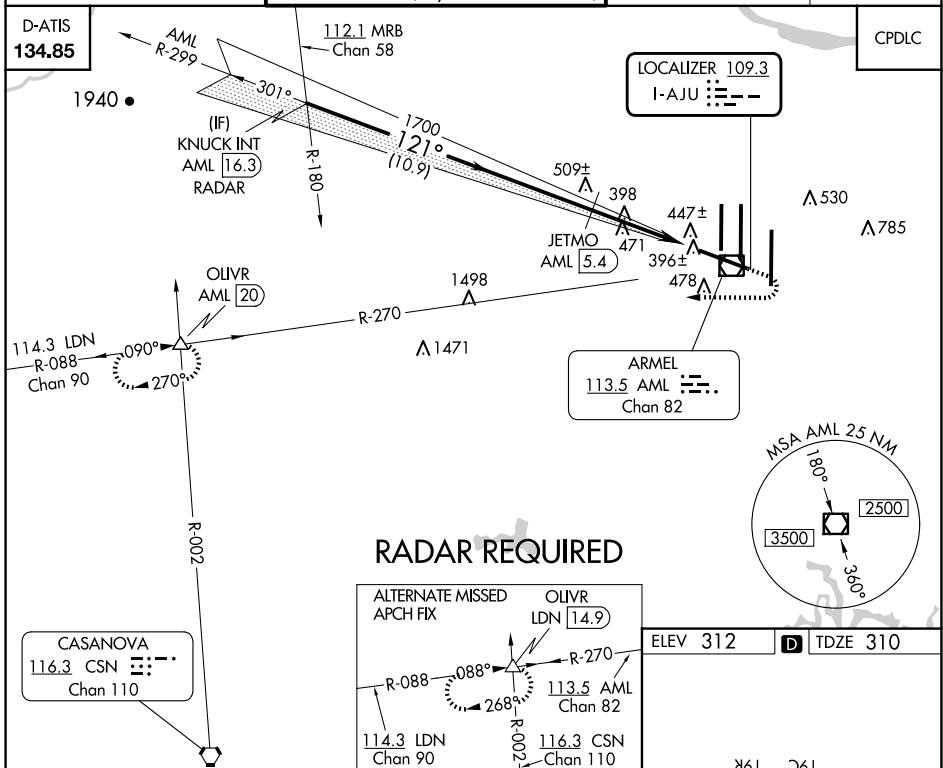 D-ATIS
134.85
AML
R-299
112.1 MRB
Chan 58
CPDLC
LOCALIZER 109.3
I-AJU
1940
301°
(IF)
KNUCK INT
AML 16.3
RADAR
R-180
1700
121°
(10.9)
509±
398
447±
530
785
JETMO
AML 5.4
471
396±
478
OLIVR
AML 20
1498
R-270
1471
114.3 LDN
R-088
Chan 90
090°
270°
ARMEL
113.5 AML
Chan 82
MSA AML 25 NM
180°
2500
3500
360°
R-002
RADAR REQUIRED
CASANOVA
116.3 CSN
Chan 110
ALTERNATE MISSED
APCH FIX
OLIVR
LDN 14.9
R-088
088°
R-270
268°
113.5 AML
Chan 82
R-002
114.3 LDN
Chan 90
116.3 CSN
Chan 110
ELEV 312
D
TDZE 310
19C
19R